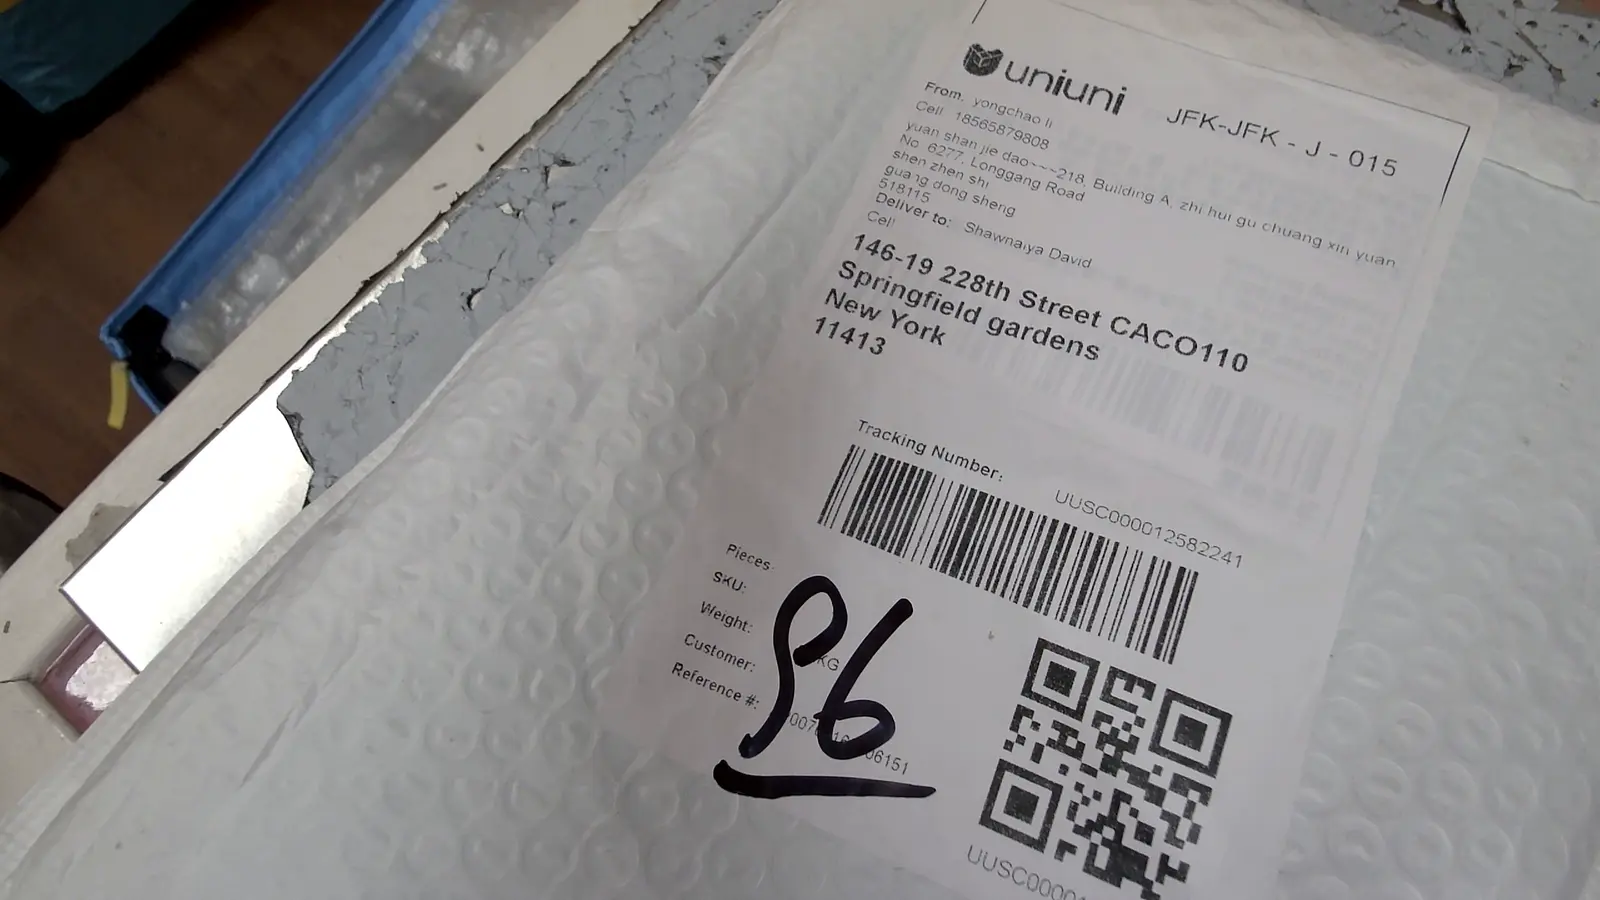 uniuni
JFK-JFK - J - 015
From. yongchao li
Cell 18565879808
yuan shan jie dao~~~218, Building A, zhi hui gu chuang xin yuan
No 6277, Longgang Road
shen zhen shi
guang dong sheng
518115
Deliver to: Shawnaiya David
Cell
146-19 228th Street CACO110
Springfield gardens
New York
11413
Tracking Number:
UUSC000012582241
Pieces:
SKU:
Weight: KG
Customer:
Reference #:
96